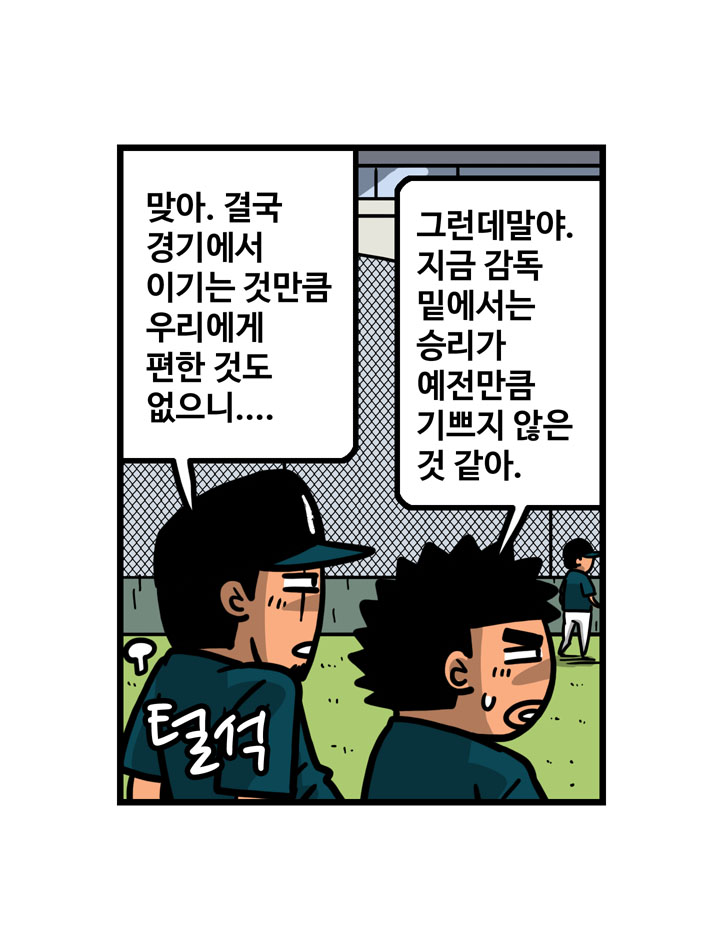 맞아. 결국
경기에서
이기는 것만큼
우리에게
편한 것도
없으니....
그런데말야.
지금 감독
밑에서는
승리가
예전만큼
기쁘지 않은
것 같아.
털석